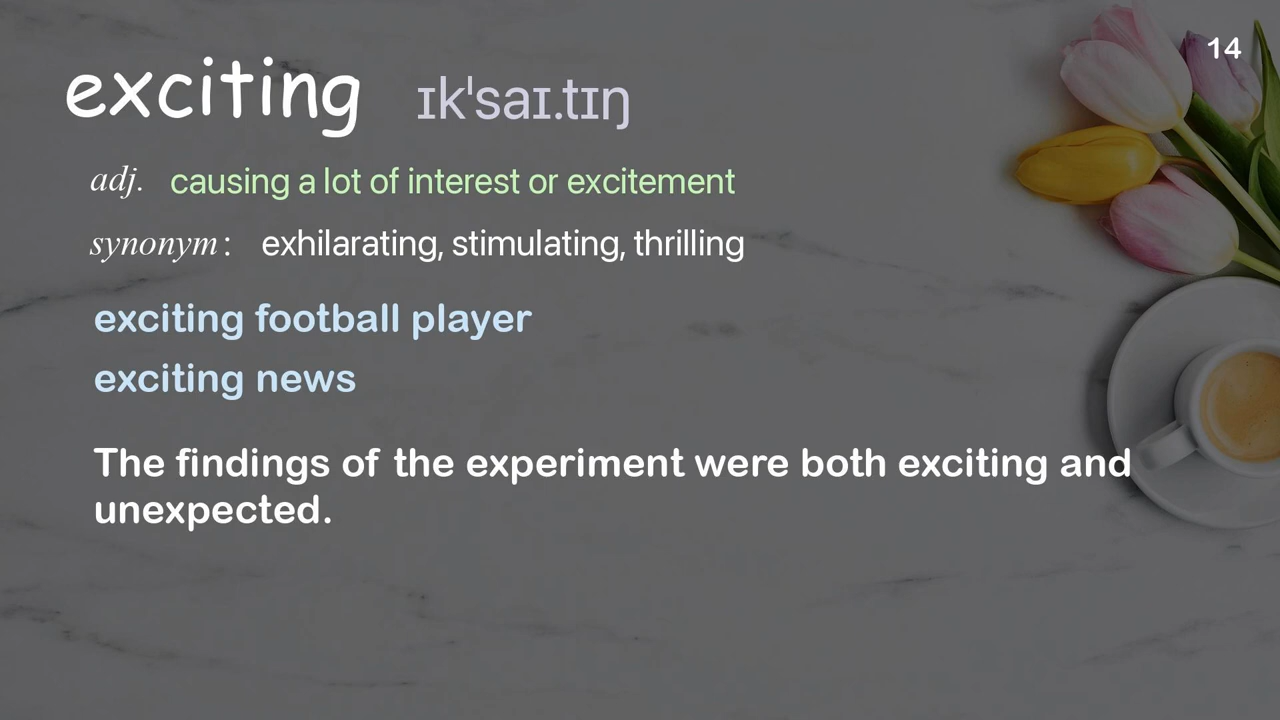 14
exciting ɪkˈsaɪ.tɪŋ
adj. causing a lot of interest or excitement
synonym: exhilarating, stimulating, thrilling
exciting football player
exciting news
The findings of the experiment were both exciting and
unexpected.